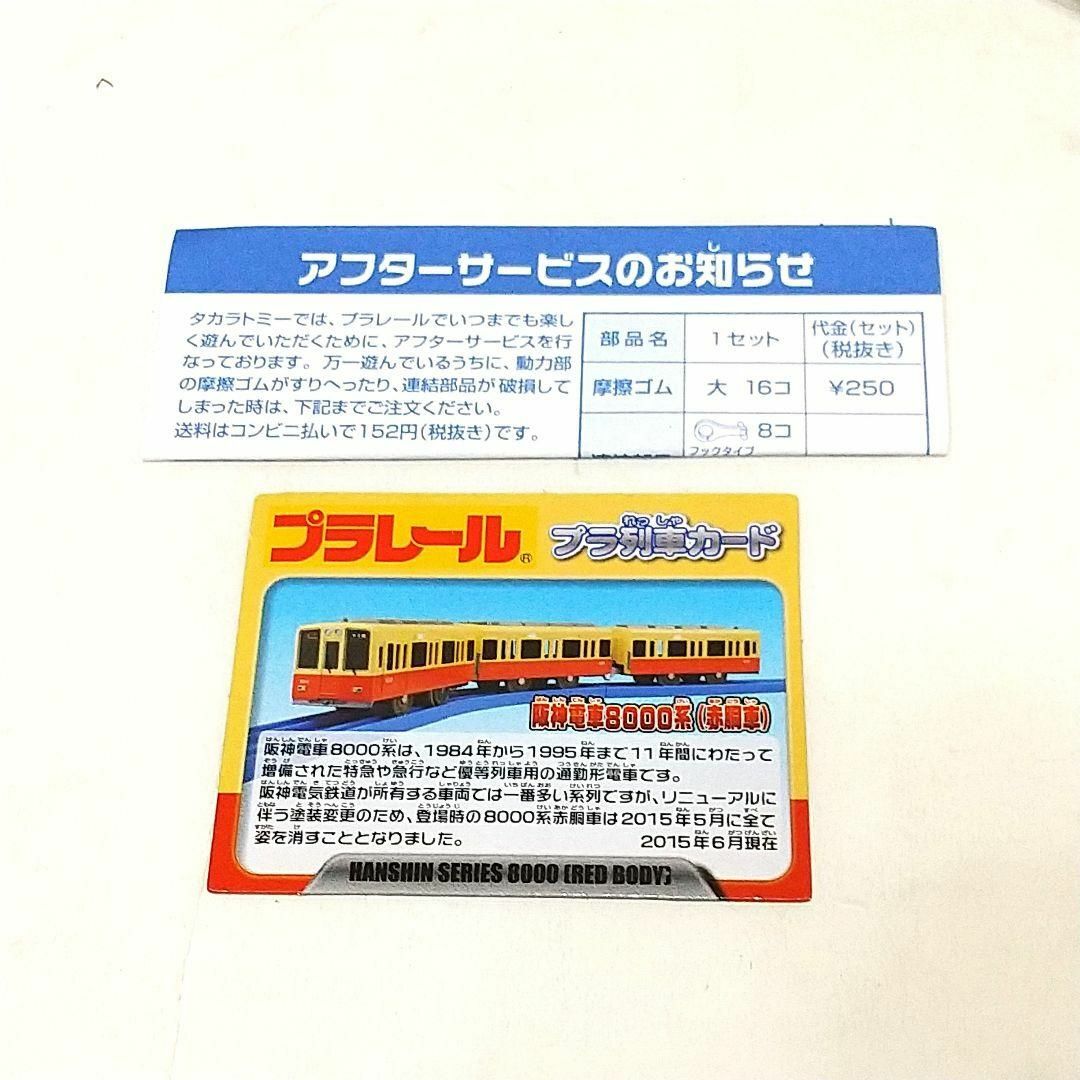 アフターサービスのお知らせ
タカラトミーでは、プラレールでいつまでも楽し
く遊んでいただくために、アフターサービスを行
なっております。万一遊んでいるうちに、動力部
の摩擦ゴムがすりへったり、連結部品が破損して
しまった時は、下記までご注文ください。
送料はコンビニ払いで152円(税抜き)です。
部品名 1セット 代金(セット)
(税抜き)
摩擦ゴム 大 16コ ¥250
8コ
フックタイプ
プラレール® プラ列車カード
阪神電車8000系(赤胴車)
阪神電車8000系は、1984年から1995年まで11年間にわたって
増備された特急や急行など優等列車用の通勤形電車です。
阪神電気鉄道が所有する車両では一番多い系列ですが、リニューアルに
伴う塗装変更のため、登場時の8000系赤胴車は2015年5月に全て
姿を消すこととなりました。 2015年6月現在
HANSHIN SERIES 8000 (RED BODY)